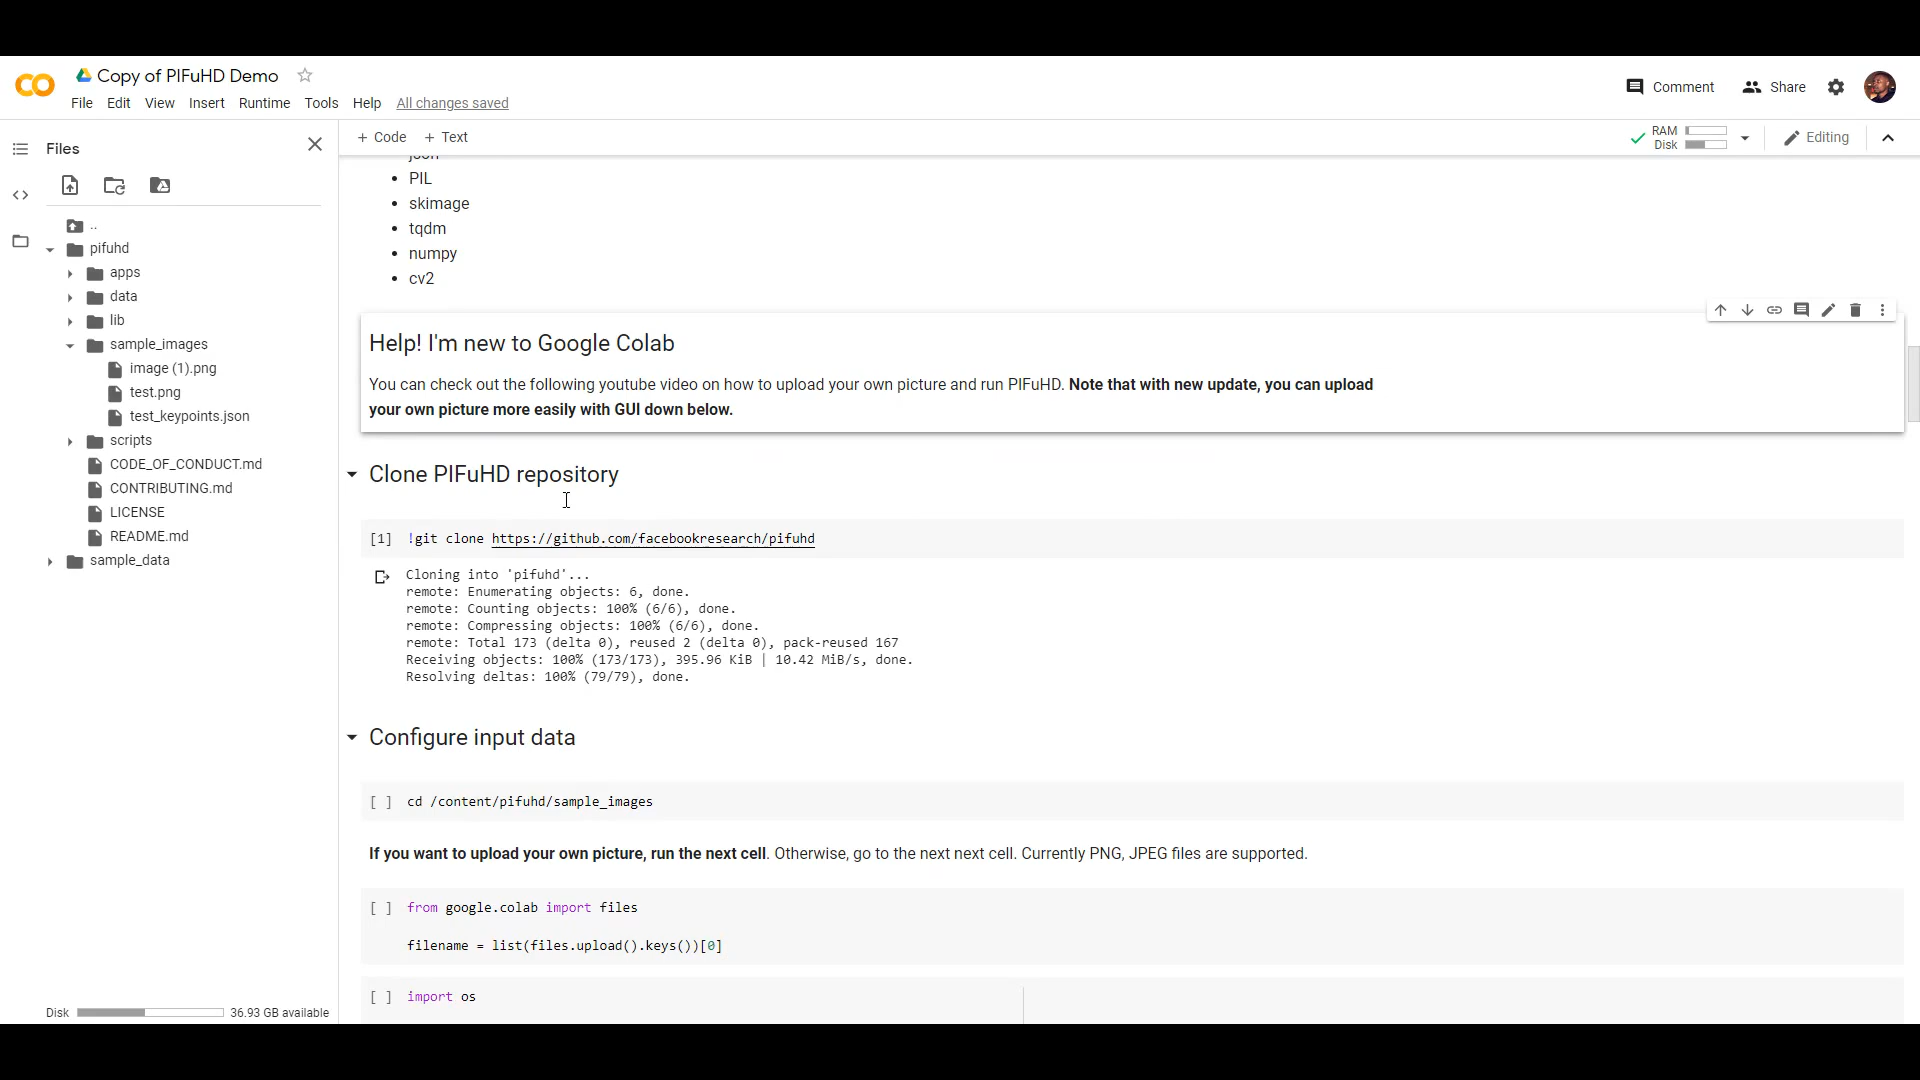 Copy of PIFuHD Demo
File Edit View Insert Runtime Tools Help All changes saved
Comment Share
Files
+ Code + Text
RAM
Disk
Editing
..
pifuhd
apps
data
lib
sample_images
image (1).png
test.png
test_keypoints.json
scripts
CODE_OF_CONDUCT.md
CONTRIBUTING.md
LICENSE
README.md
sample_data
Disk 36.93 GB available
json
• PIL
• skimage
• tqdm
• numpy
• cv2
Help! I'm new to Google Colab
You can check out the following youtube video on how to upload your own picture and run PIFuHD. Note that with new update, you can upload
your own picture more easily with GUI down below.
Clone PIFuHD repository
[1] !git clone https://github.com/facebookresearch/pifuhd
Cloning into 'pifuhd'...
remote: Enumerating objects: 6, done.
remote: Counting objects: 100% (6/6), done.
remote: Compressing objects: 100% (6/6), done.
remote: Total 173 (delta 0), reused 2 (delta 0), pack-reused 167
Receiving objects: 100% (173/173), 395.96 KiB | 10.42 MiB/s, done.
Resolving deltas: 100% (79/79), done.
Configure input data
[ ] cd /content/pifuhd/sample_images
If you want to upload your own picture, run the next cell. Otherwise, go to the next next cell. Currently PNG, JPEG files are supported.
[ ] from google.colab import files
filename = list(files.upload().keys())[0]
[ ] import os